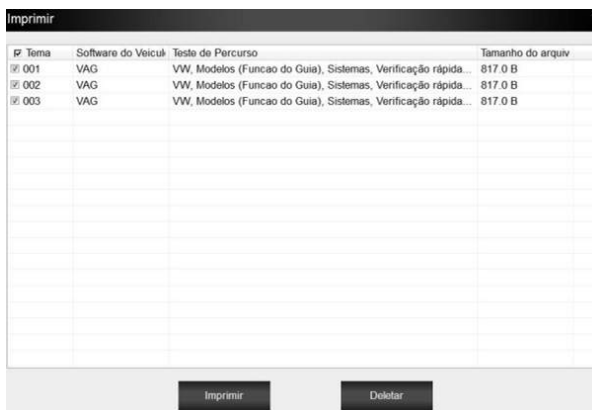 Imprimir
Tema Software do Veicul Teste de Percurso Tamanho do arquiv
001 VAG VW, Modelos (Funcao do Guia), Sistemas, Verificação rápida... 817.0 B
002 VAG VW, Modelos (Funcao do Guia), Sistemas, Verificação rápida... 817.0 B
003 VAG VW, Modelos (Funcao do Guia), Sistemas, Verificação rápida... 817.0 B
Imprimir Deletar